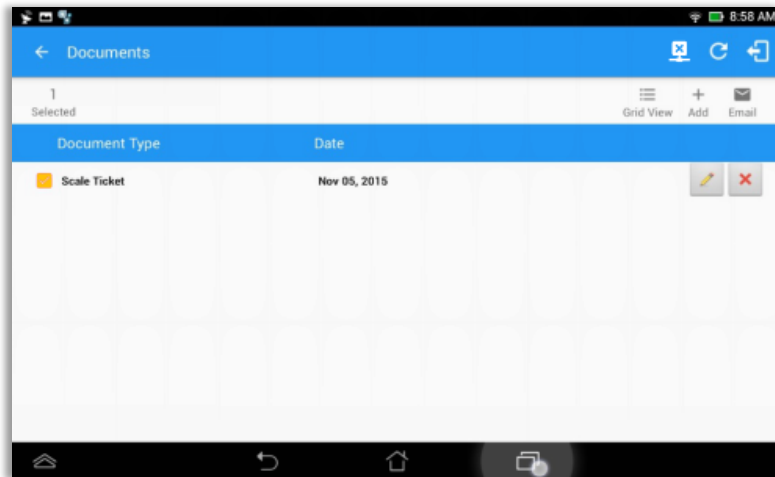 8:58 AM
Documents
1
Selected
Grid View Add Email
Document Type Date
Scale Ticket Nov 05, 2015